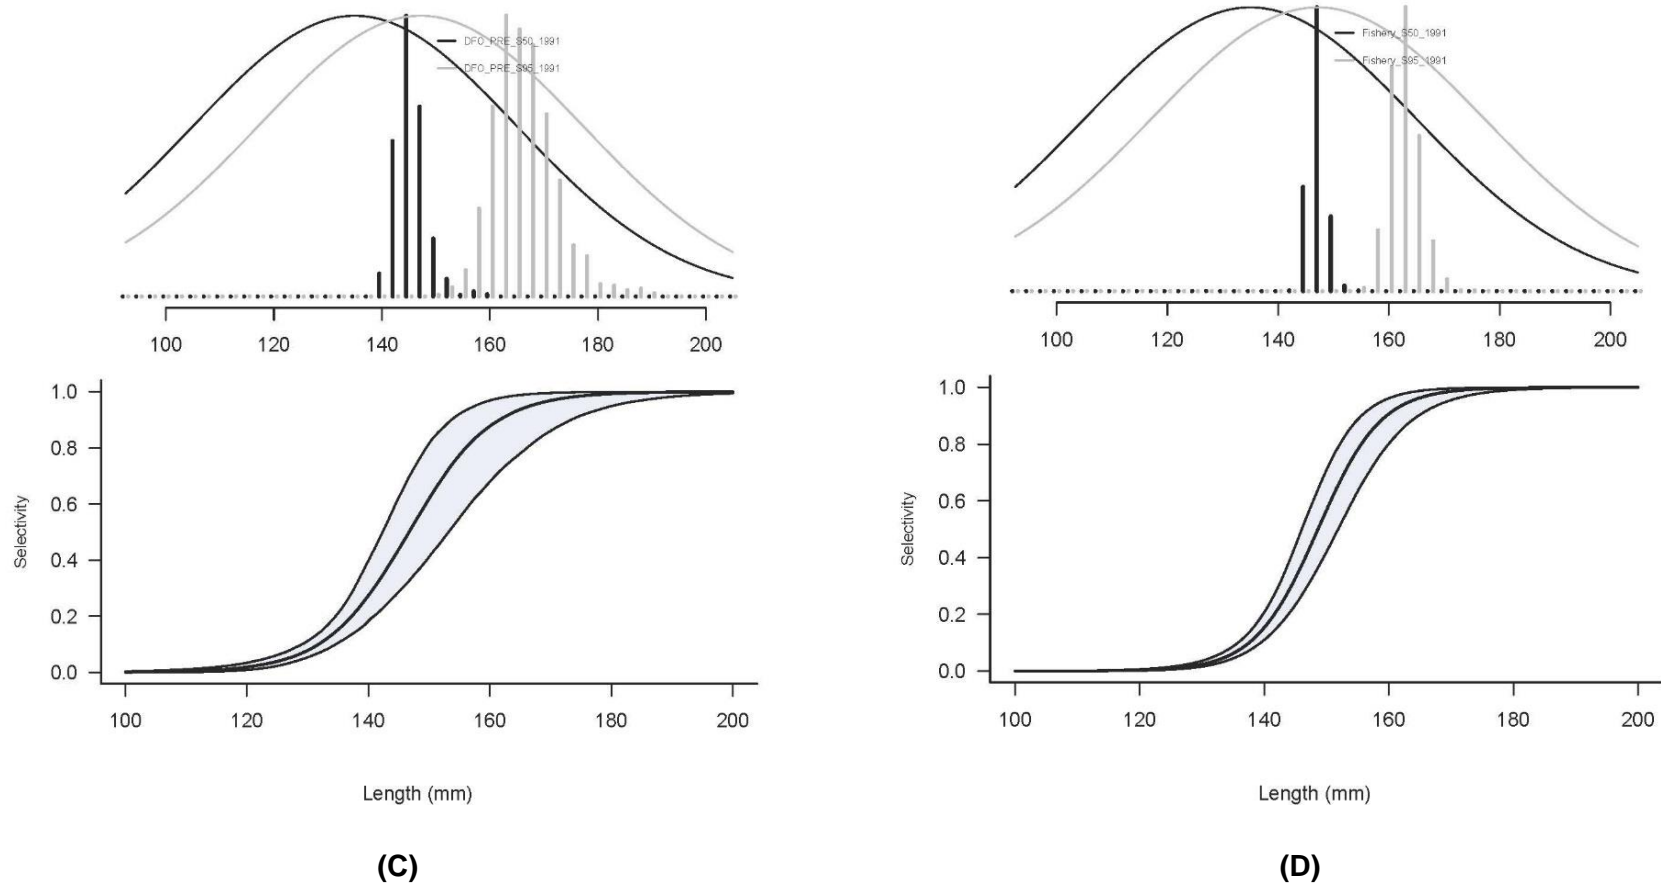 DFO_PRE_S50_1991
DFO_PRE_S95_1991
100 120 140 160 180 200
1.0
0.8
0.6
0.4
0.2
0.0
Selectivity
100 120 140 160 180 200
Length (mm)
(C)
Fishery_S50_1991
Fishery_S95_1991
100 120 140 160 180 200
1.0
0.8
0.6
0.4
0.2
0.0
Selectivity
100 120 140 160 180 200
Length (mm)
(D)